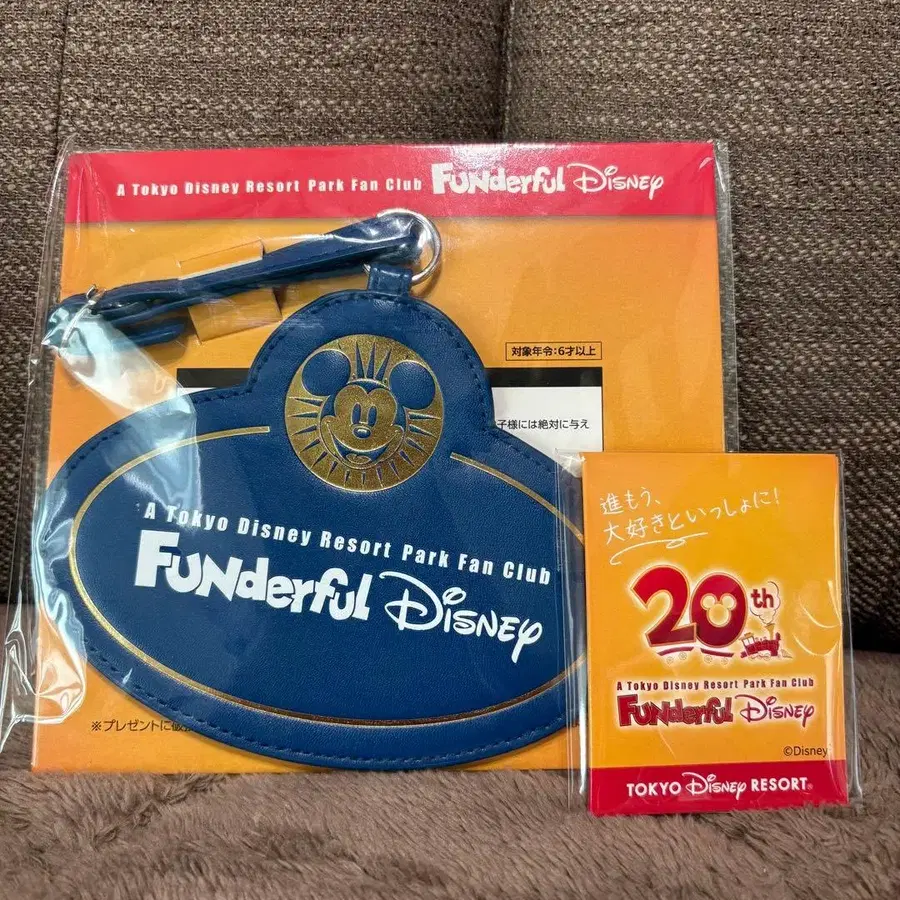 A Tokyo Disney Resort Park Fan Club FUNderful Disney
対象年令:6才以上
子様には絶対に与え
A Tokyo Disney Resort Park Fan Club
FUNderful Disney
※プレゼントに
進もう、
大好きといっしょに!
20th
A Tokyo Disney Resort Park Fan Club
FUNderful Disney
©Disney
TOKYO Disney RESORT®